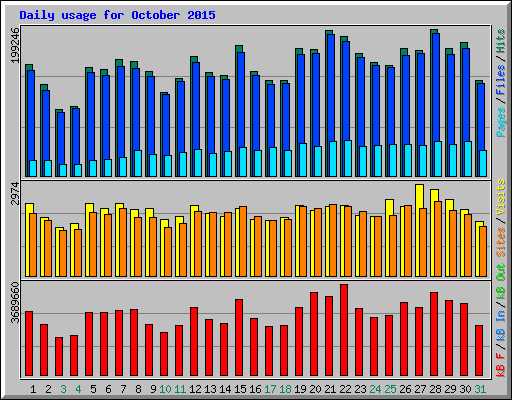 Daily usage for October 2015
199246
Pages / Files / Hits
2974
Sites / Visits
3689660
kB F / kB In / kB Out
1 2 3 4 5 6 7 8 9 10 11 12 13 14 15 16 17 18 19 20 21 22 23 24 25 26 27 28 29 30 31